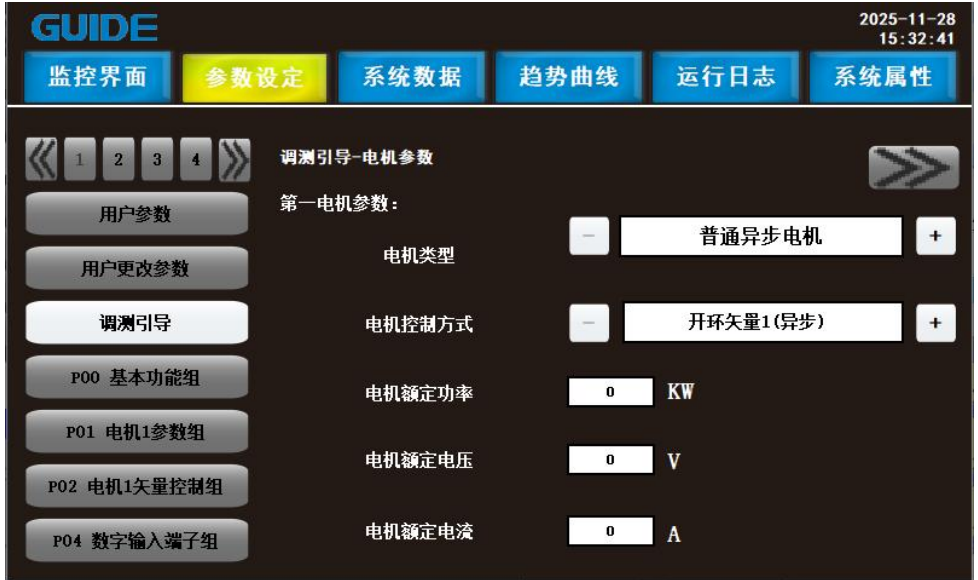 GUIDE
2025-11-28
15:32:41
监控界面 参数设定 系统数据 趋势曲线 运行日志 系统属性
1 2 3 4
调测引导-电机参数
用户参数
第一电机参数:
电机类型 - 普通异步电机 +
用户更改参数
调测引导
电机控制方式 - 开环矢量1(异步) +
P00 基本功能组
电机额定功率 0 KW
P01 电机1参数组
电机额定电压 0 V
P02 电机1矢量控制组
电机额定电流 0 A
P04 数字输入端子组